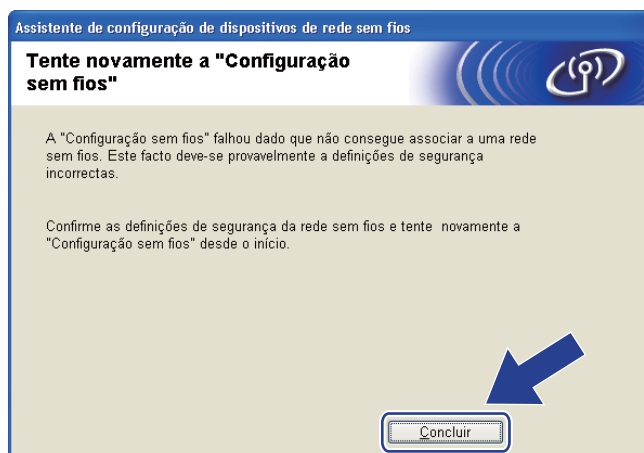 Assistente de configuração de dispositivos de rede sem fios
Tente novamente a "Configuração
sem fios"
A "Configuração sem fios" falhou dado que não consegue associar a uma rede
sem fios. Este facto deve-se provavelmente a definições de segurança
incorrectas.
Confirme as definições de segurança da rede sem fios e tente novamente a
"Configuração sem fios" desde o início.
Concluir